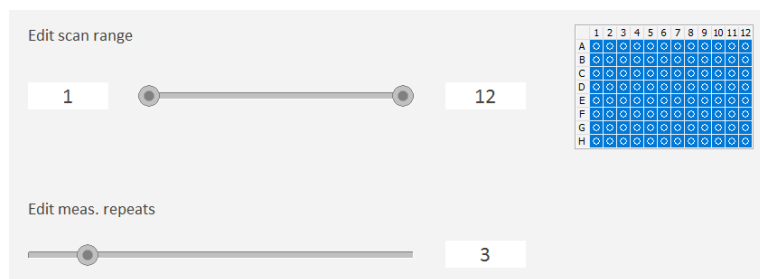 Edit scan range
1 12
1 2 3 4 5 6 7 8 9 10 11 12
A
B
C
D
E
F
G
H
Edit meas. repeats
3